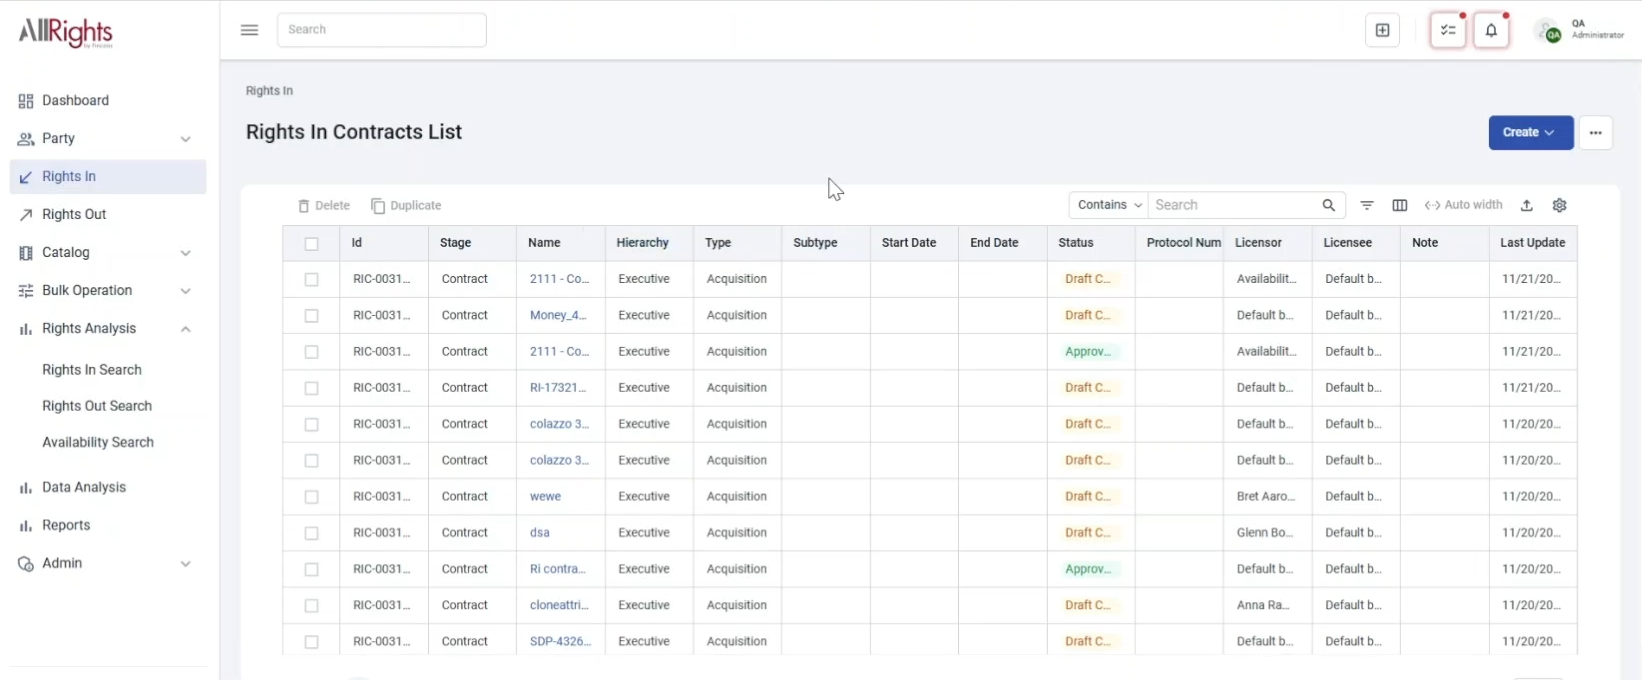 AllRights
by Filmtrack
Search
QA
QA
Administrator
Dashboard
Party
Rights In
Rights Out
Catalog
Bulk Operation
Rights Analysis
Rights In Search
Rights Out Search
Availability Search
Data Analysis
Reports
Admin
Rights In
Rights In Contracts List
Create
Delete Duplicate Contains Search Auto width
Id Stage Name Hierarchy Type Subtype Start Date End Date Status Protocol Num Licensor Licensee Note Last Update
RIC-0031... Contract 2111 - Co... Executive Acquisition Draft C... Availabilit... Default b... 11/21/20...
RIC-0031... Contract Money_4... Executive Acquisition Draft C... Default b... Default b... 11/21/20...
RIC-0031... Contract 2111 - Co... Executive Acquisition Approv... Availabilit... Default b... 11/21/20...
RIC-0031... Contract RI-17321... Executive Acquisition Draft C... Default b... Default b... 11/21/20...
RIC-0031... Contract colazzo 3... Executive Acquisition Draft C... Default b... Default b... 11/20/20...
RIC-0031... Contract colazzo 3... Executive Acquisition Draft C... Default b... Default b... 11/20/20...
RIC-0031... Contract wewe Executive Acquisition Draft C... Bret Aaro... Default b... 11/20/20...
RIC-0031... Contract dsa Executive Acquisition Draft C... Glenn Bo... Default b... 11/20/20...
RIC-0031... Contract Ri contra... Executive Acquisition Approv... Default b... Default b... 11/20/20...
RIC-0031... Contract cloneattri... Executive Acquisition Draft C... Anna Ra... Default b... 11/20/20...
RIC-0031... Contract SDP-4326... Executive Acquisition Draft C... Default b... Default b... 11/20/20...